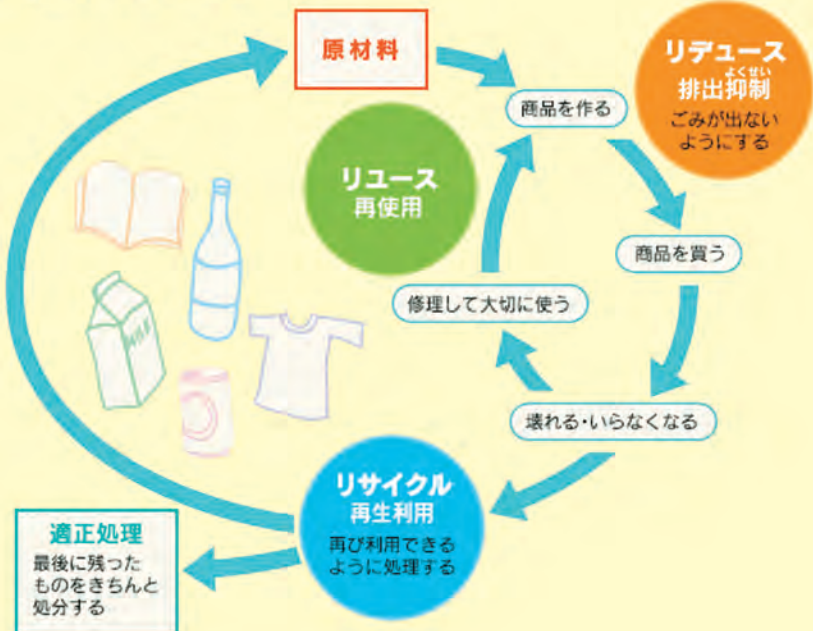 原材料
リデュース
よくせい
排出抑制
ごみが出ない
ようにする
商品を作る
リユース
再使用
商品を買う
修理して大切に使う
MILK
壊れる・いらなくなる
リサイクル
再生利用
再び利用できる
ように処理する
適正処理
最後に残った
ものをきちんと
処分する